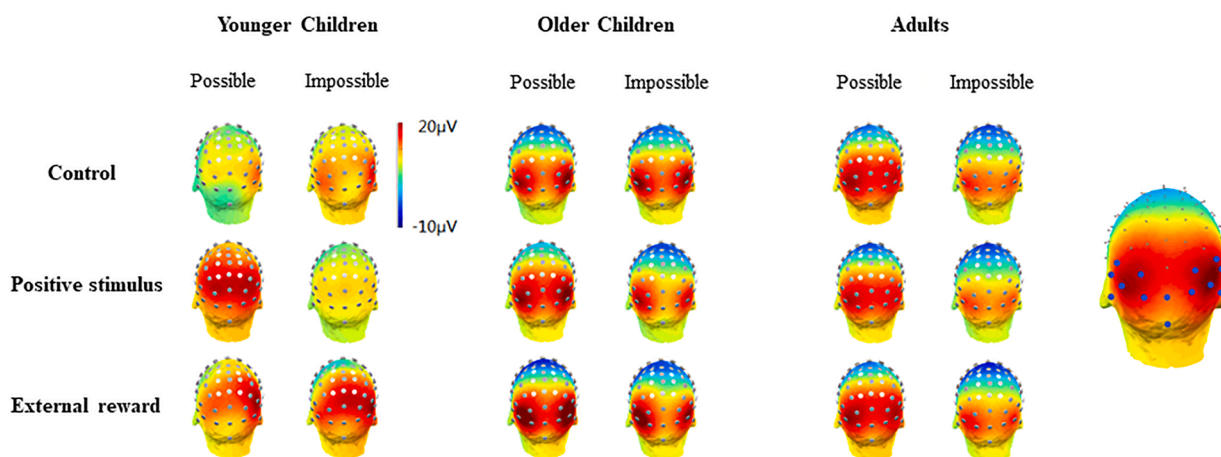 Younger Children Older Children Adults
Possible Impossible Possible Impossible Possible Impossible
20µV
Control
-10µV
Positive stimulus
External reward